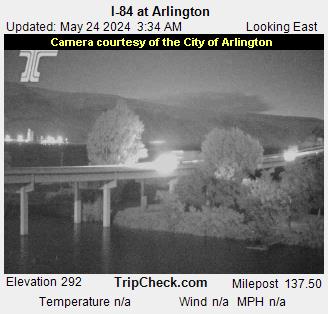 I-84 at Arlington
Updated: May 24 2024 3:34 AM Looking East
Camera courtesy of the City of Arlington
Elevation 292 TripCheck.com Milepost 137.50
Temperature n/a Wind n/a MPH n/a